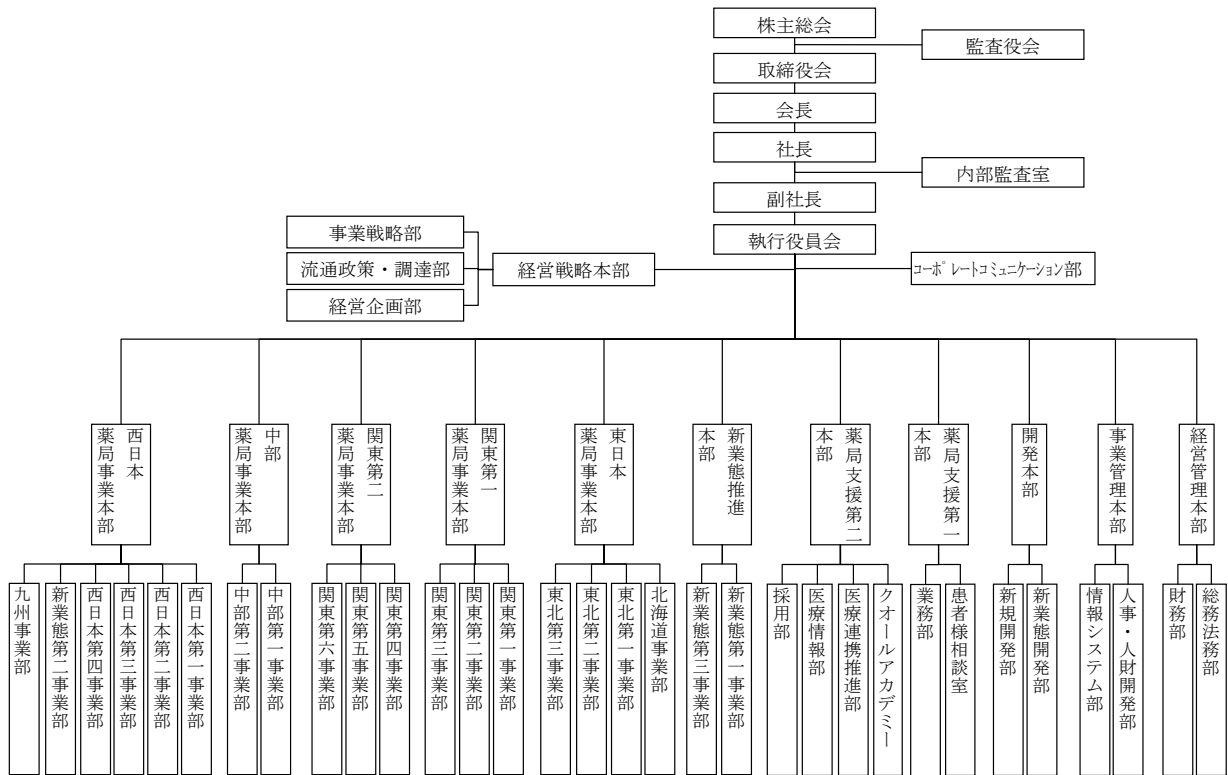 株主総会
監査役会
取締役会
会長
社長
内部監査室
副社長
執行役員会
事業戦略部
流通政策・調達部
経営戦略本部
コーポレートコミュニケーション部
経営企画部
西日本
薬局事業本部
中部
薬局事業本部
関東第二
薬局事業本部
関東第一
薬局事業本部
東日本
薬局事業本部
新業態推進
本部
薬局支援第二
本部
薬局支援第一
本部
開発本部
事業管理本部
経営管理本部
九州事業部
新業態第二事業部
西日本第四事業部
西日本第三事業部
西日本第二事業部
西日本第一事業部
中部第二事業部
中部第一事業部
関東第六事業部
関東第五事業部
関東第四事業部
関東第三事業部
関東第二事業部
関東第一事業部
東北第三事業部
東北第二事業部
東北第一事業部
北海道事業部
新業態第三事業部
新業態第一事業部
採用部
医療情報部
医療連携推進部
クオールアカデミー
業務部
患者様相談室
新規開発部
新業態開発部
情報システム部
人事・人財開発部
財務部
総務法務部